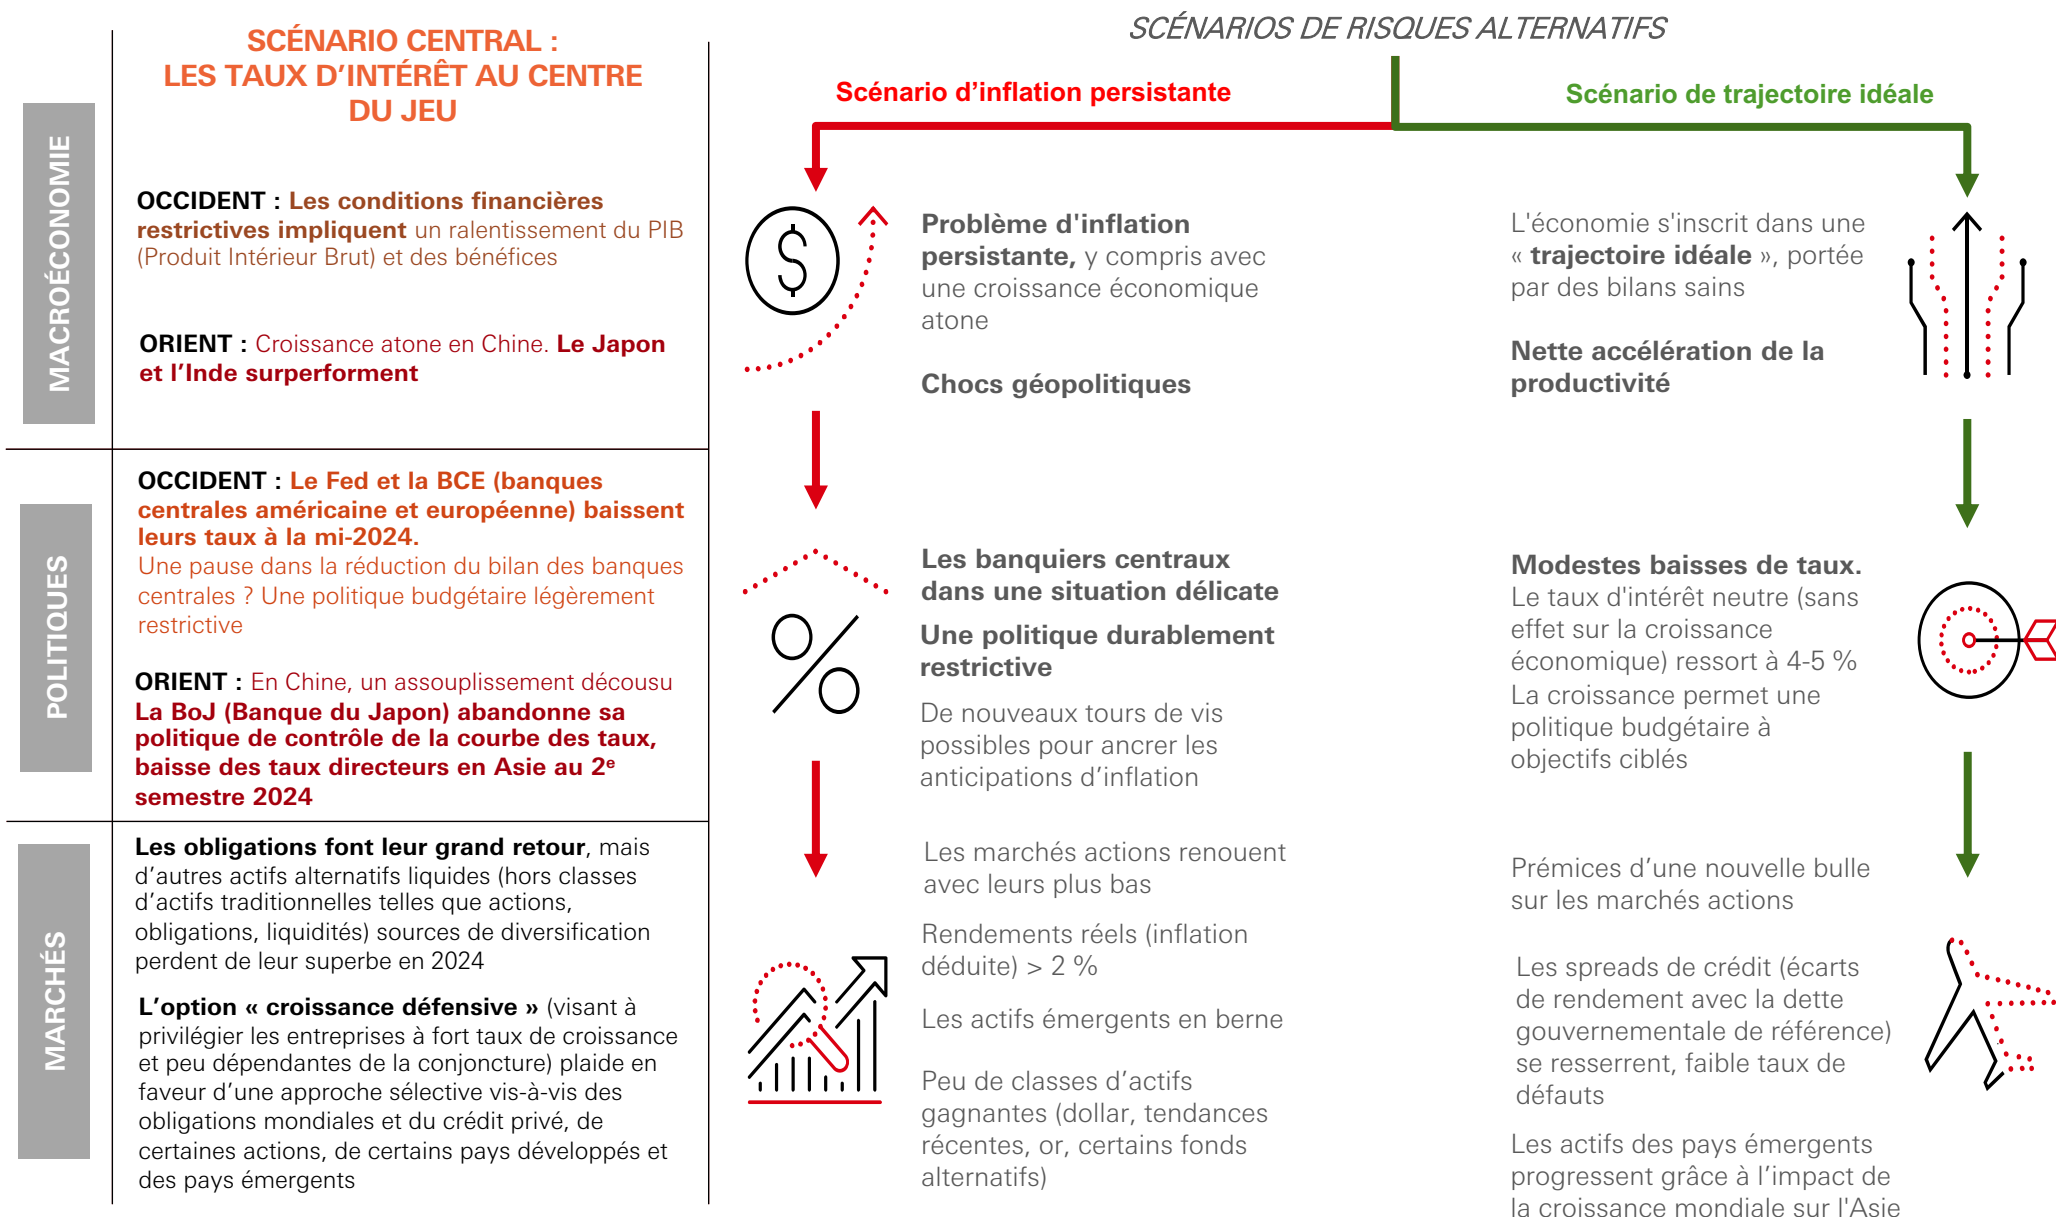 SCÉNARIO CENTRAL :
LES TAUX D'INTÉRÊT AU CENTRE
DU JEU
MACROÉCONOMIE
OCCIDENT : Les conditions financières
restrictives impliquent un ralentissement du PIB
(Produit Intérieur Brut) et des bénéfices
ORIENT : Croissance atone en Chine. Le Japon
et l'Inde surperforment
POLITIQUES
OCCIDENT : Le Fed et la BCE (banques
centrales américaine et européenne) baissent
leurs taux à la mi-2024.
Une pause dans la réduction du bilan des banques
centrales ? Une politique budgétaire légèrement
restrictive
ORIENT : En Chine, un assouplissement décousu
La BoJ (Banque du Japon) abandonne sa
politique de contrôle de la courbe des taux,
baisse des taux directeurs en Asie au 2e
semestre 2024
MARCHÉS
Les obligations font leur grand retour, mais
d'autres actifs alternatifs liquides (hors classes
d'actifs traditionnelles telles que actions,
obligations, liquidités) sources de diversification
perdent de leur superbe en 2024
L'option « croissance défensive » (visant à
privilégier les entreprises à fort taux de croissance
et peu dépendantes de la conjoncture) plaide en
faveur d'une approche sélective vis-à-vis des
obligations mondiales et du crédit privé, de
certaines actions, de certains pays développés et
des pays émergents
SCÉNARIOS DE RISQUES ALTERNATIFS
Scénario d'inflation persistante
$
Problème d'inflation
persistante, y compris avec
une croissance économique
atone
Chocs géopolitiques
Les banquiers centraux
dans une situation délicate
Une politique durablement
restrictive
De nouveaux tours de vis
possibles pour ancrer les
anticipations d'inflation
%
Les marchés actions renouent
avec leurs plus bas
Rendements réels (inflation
déduite) > 2 %
Les actifs émergents en berne
Peu de classes d'actifs
gagnantes (dollar, tendances
récentes, or, certains fonds
alternatifs)
Scénario de trajectoire idéale
L'économie s'inscrit dans une
« trajectoire idéale », portée
par des bilans sains
Nette accélération de la
productivité
Modestes baisses de taux.
Le taux d'intérêt neutre (sans
effet sur la croissance
économique) ressort à 4-5 %
La croissance permet une
politique budgétaire à
objectifs ciblés
Prémices d'une nouvelle bulle
sur les marchés actions
Les spreads de crédit (écarts
de rendement avec la dette
gouvernementale de référence)
se resserrent, faible taux de
défauts
Les actifs des pays émergents
progressent grâce à l'impact de
la croissance mondiale sur l'Asie